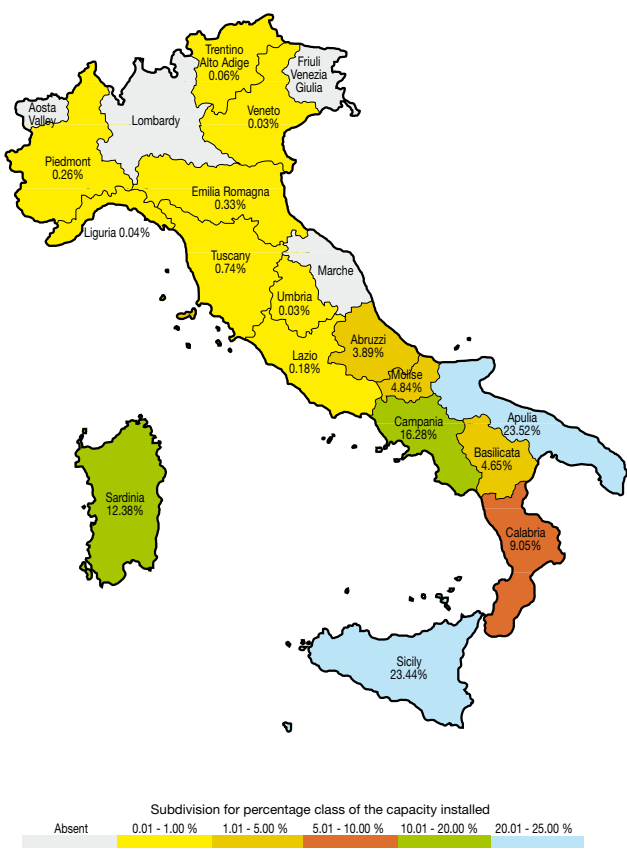 Trentino
Alto Adige
0.06%
Friuli
Venezia
Giulia
Aosta
Valley
Lombardy
Veneto
0.03%
Piedmont
0.26%
Emilia Romagna
0.33%
Liguria 0.04%
Tuscany
0.74%
Marche
Umbria
0.03%
Abruzzi
3.89%
Lazio
0.18%
Molise
4.84%
Campania
16.28%
Apulia
23.52%
Basilicata
4.65%
Sardinia
12.38%
Calabria
9.05%
Sicily
23.44%
Subdivision for percentage class of the capacity installed
Absent 0.01 - 1.00 % 1.01 - 5.00 % 5.01 - 10.00 % 10.01 - 20.00 % 20.01 - 25.00 %